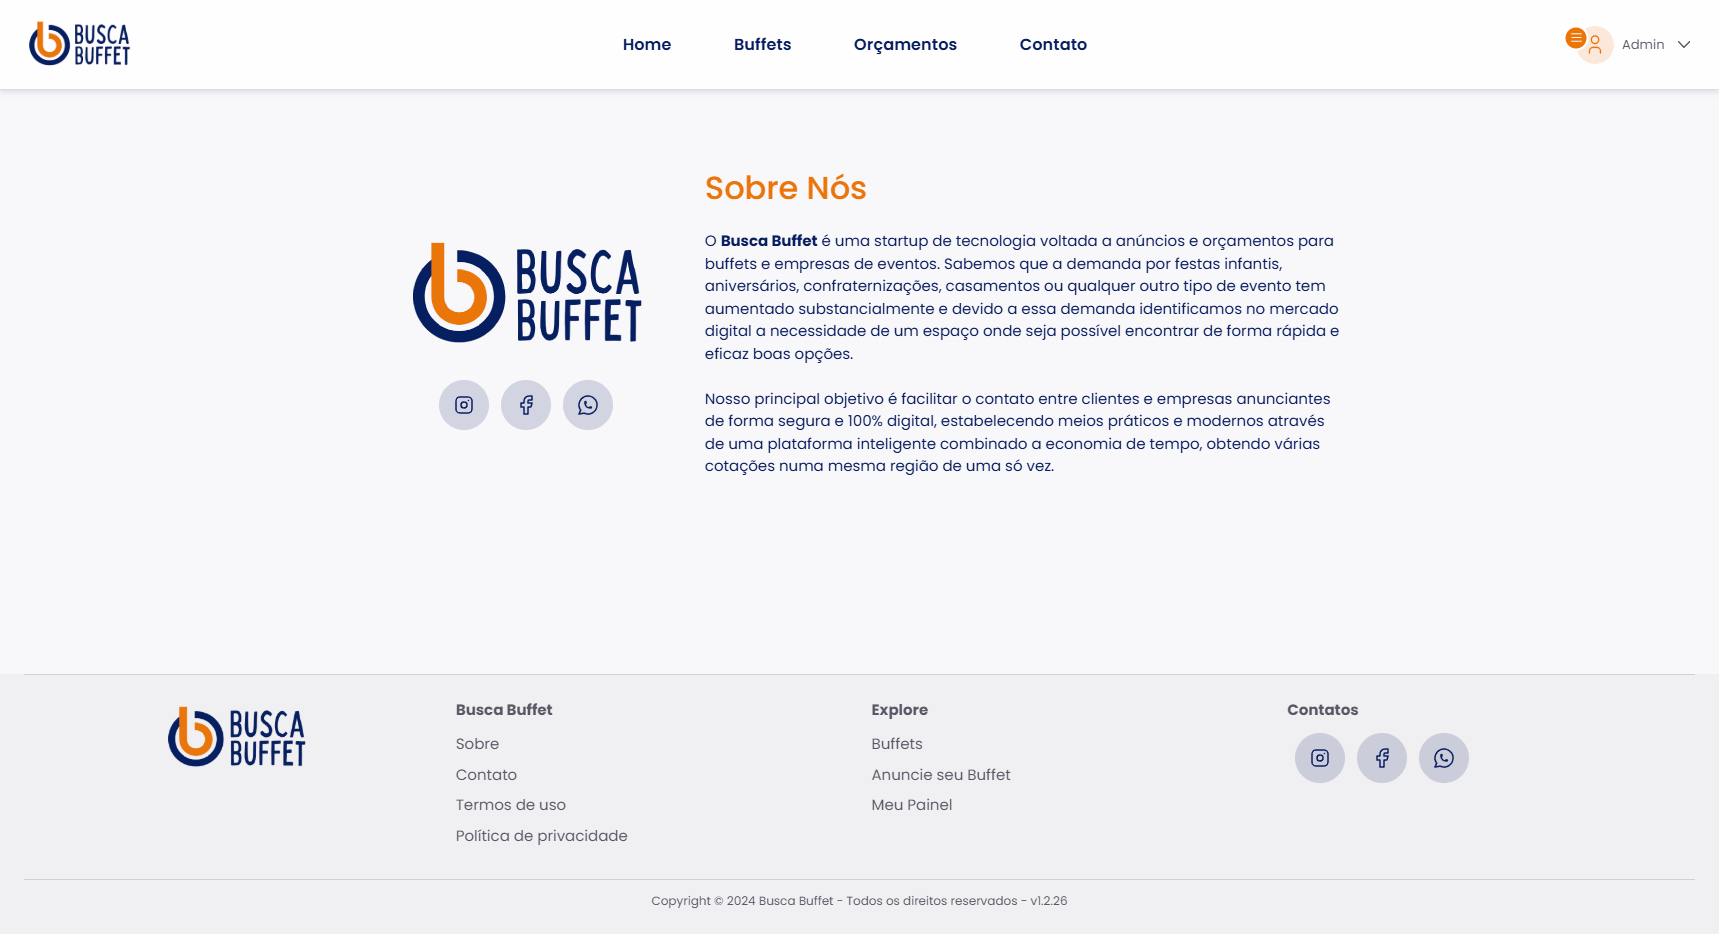 BUSCA
BUFFET
Home
Buffets
Orçamentos
Contato
Admin
BUSCA
BUFFET
Sobre Nós
O Busca Buffet é uma startup de tecnologia voltada a anúncios e orçamentos para
buffets e empresas de eventos. Sabemos que a demanda por festas infantis,
aniversários, confraternizações, casamentos ou qualquer outro tipo de evento tem
aumentado substancialmente e devido a essa demanda identificamos no mercado
digital a necessidade de um espaço onde seja possível encontrar de forma rápida e
eficaz boas opções.
Nosso principal objetivo é facilitar o contato entre clientes e empresas anunciantes
de forma segura e 100% digital, estabelecendo meios práticos e modernos através
de uma plataforma inteligente combinado a economia de tempo, obtendo várias
cotações numa mesma região de uma só vez.
BUSCA
BUFFET
Busca Buffet
Sobre
Contato
Termos de uso
Política de privacidade
Explore
Buffets
Anuncie seu Buffet
Meu Painel
Contatos
Copyright © 2024 Busca Buffet - Todos os direitos reservados - v1.2.26